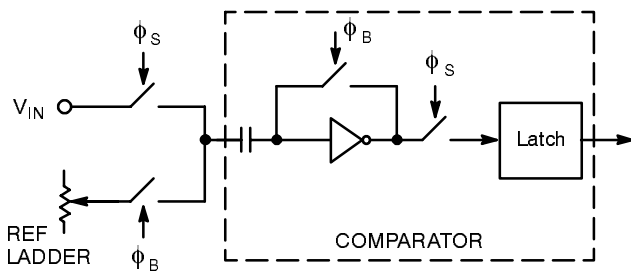 ϕS
ϕB
ϕS
VIN
Latch
REF
LADDER
ϕB
COMPARATOR